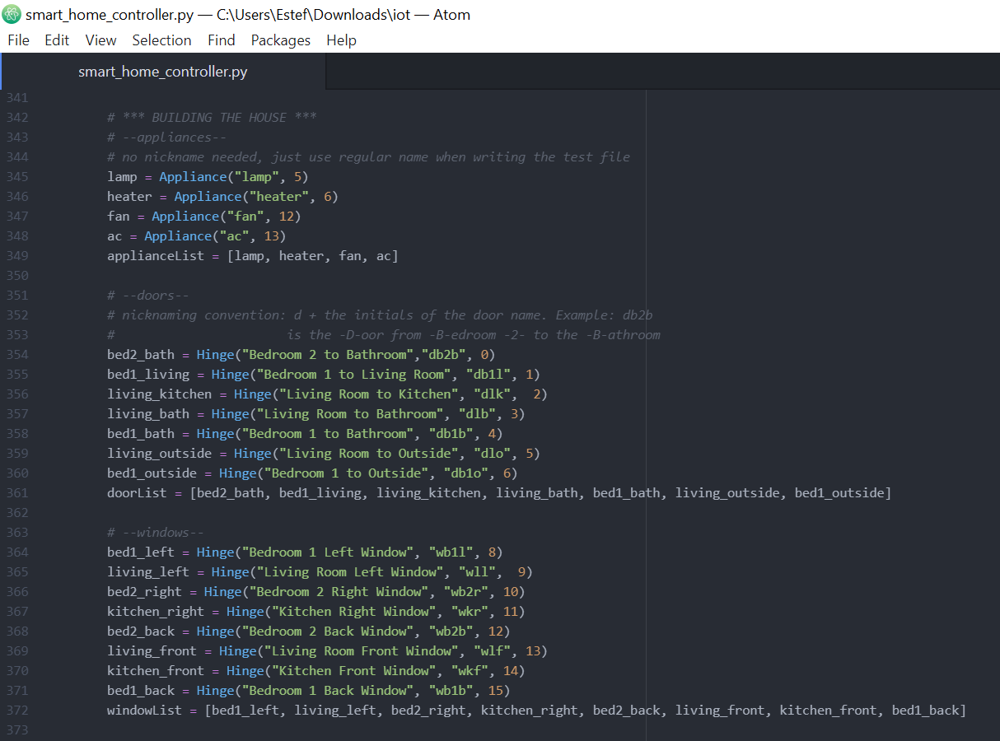 smart_home_controller.py — C:\Users\Estef\Downloads\iot — Atom
File Edit View Selection Find Packages Help
smart_home_controller.py
341
342 # *** BUILDING THE HOUSE ***
343 # --appliances--
344 # no nickname needed, just use regular name when writing the test file
345 lamp = Appliance("lamp", 5)
346 heater = Appliance("heater", 6)
347 fan = Appliance("fan", 12)
348 ac = Appliance("ac", 13)
349 applianceList = [lamp, heater, fan, ac]
350
351 # --doors--
352 # nicknaming convention: d + the initials of the door name. Example: db2b
353 #                       is the -D-oor from -B-edroom -2- to the -B-athroom
354 bed2_bath = Hinge("Bedroom 2 to Bathroom","db2b", 0)
355 bed1_living = Hinge("Bedroom 1 to Living Room", "db1l", 1)
356 living_kitchen = Hinge("Living Room to Kitchen", "dlk",  2)
357 living_bath = Hinge("Living Room to Bathroom", "dlb", 3)
358 bed1_bath = Hinge("Bedroom 1 to Bathroom", "db1b", 4)
359 living_outside = Hinge("Living Room to Outside", "dlo", 5)
360 bed1_outside = Hinge("Bedroom 1 to Outside", "db1o", 6)
361 doorList = [bed2_bath, bed1_living, living_kitchen, living_bath, bed1_bath, living_outside, bed1_outside]
362
363 # --windows--
364 bed1_left = Hinge("Bedroom 1 Left Window", "wb1l", 8)
365 living_left = Hinge("Living Room Left Window", "wll",  9)
366 bed2_right = Hinge("Bedroom 2 Right Window", "wb2r", 10)
367 kitchen_right = Hinge("Kitchen Right Window", "wkr", 11)
368 bed2_back = Hinge("Bedroom 2 Back Window", "wb2b", 12)
369 living_front = Hinge("Living Room Front Window", "wlf", 13)
370 kitchen_front = Hinge("Kitchen Front Window", "wkf", 14)
371 bed1_back = Hinge("Bedroom 1 Back Window", "wb1b", 15)
372 windowList = [bed1_left, living_left, bed2_right, kitchen_right, bed2_back, living_front, kitchen_front, bed1_back]
373